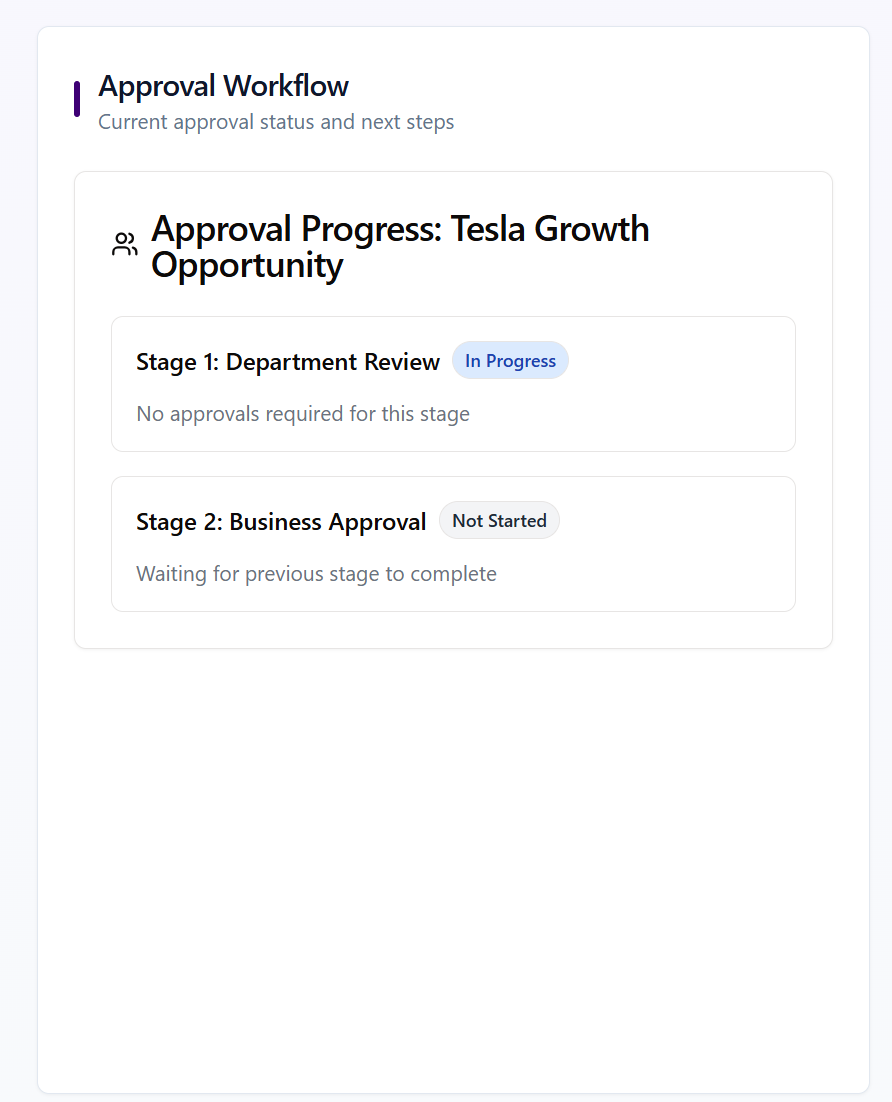 Approval Workflow
Current approval status and next steps
Approval Progress: Tesla Growth
Opportunity
Stage 1: Department Review In Progress
No approvals required for this stage
Stage 2: Business Approval Not Started
Waiting for previous stage to complete